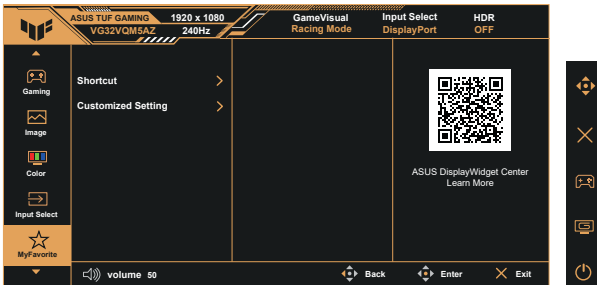 ASUS TUF GAMING 1920 x 1080
VG32VQM5AZ 240Hz
GameVisual
Racing Mode
Input Select
DisplayPort
HDR
OFF
Gaming
Image
Color
Input Select
MyFavorite
Shortcut
Customized Setting
ASUS DisplayWidget Center
Learn More
volume 50
Back
Enter
Exit